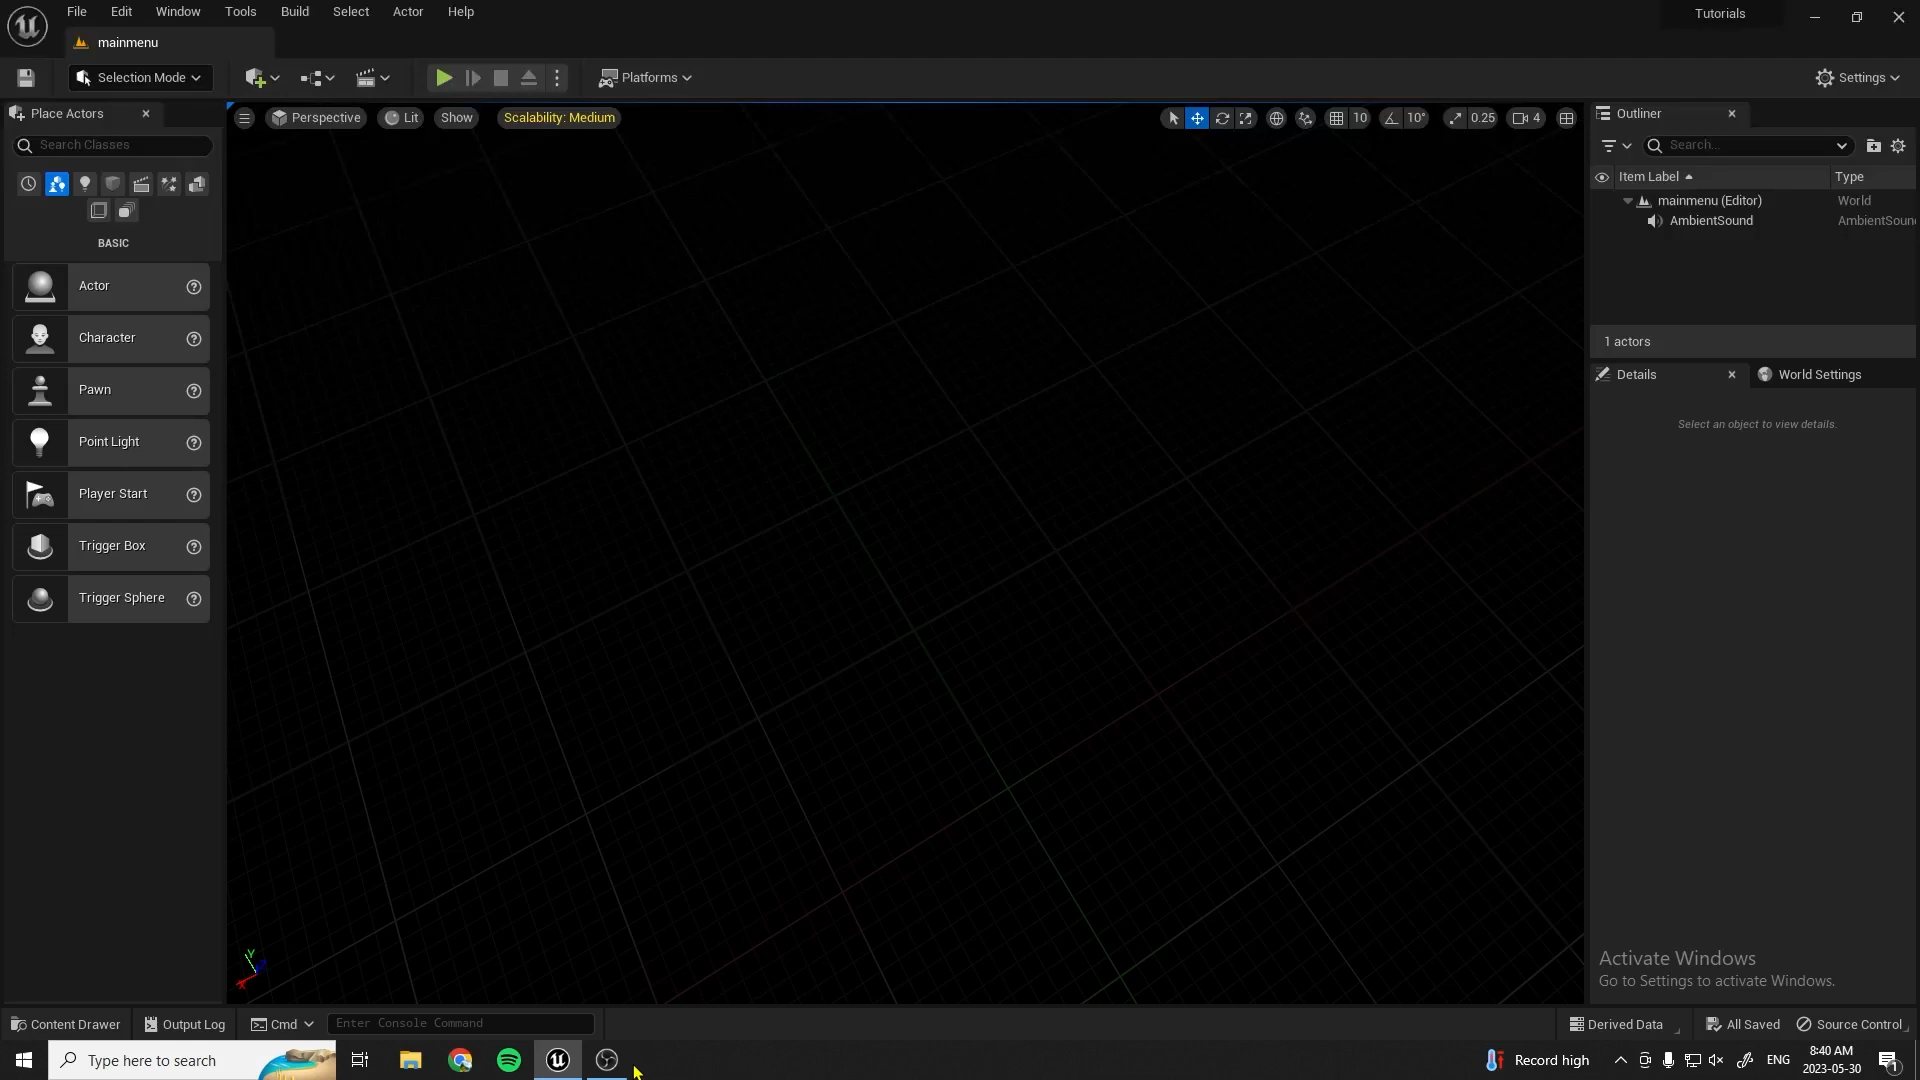 File Edit Window Tools Build Select Actor Help
Tutorials
mainmenu
Selection Mode
Platforms
Settings
Place Actors
Search Classes
BASIC
Actor
Character
Pawn
Point Light
Player Start
Trigger Box
Trigger Sphere
Perspective
Lit
Show
Scalability: Medium
10
10°
0.25
4
Outliner
Search...
Item Label
Type
mainmenu (Editor)
World
AmbientSound
AmbientSoun
1 actors
Details
World Settings
Select an object to view details.
Y
X
Activate Windows
Go to Settings to activate Windows.
Content Drawer
Output Log
Cmd
Enter Console Command
Derived Data
All Saved
Source Control
Type here to search
Record high
ENG
8:40 AM
2023-05-30
1